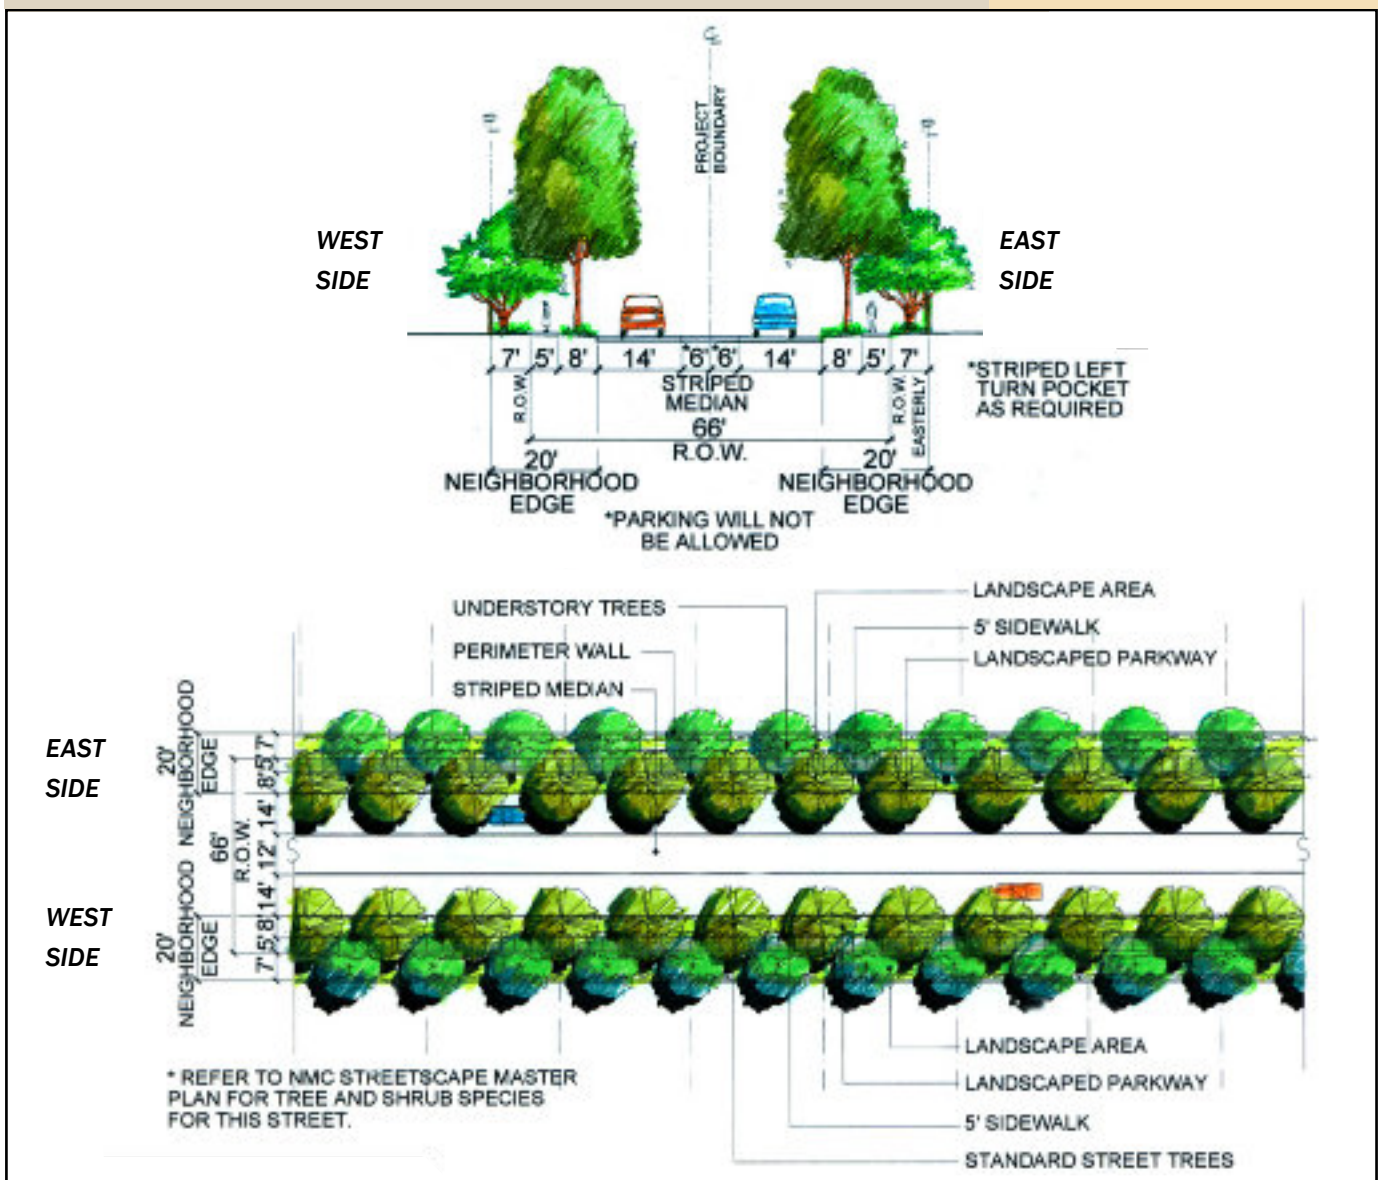 ℄
PROJECT
BOUNDARY
WEST
SIDE
EAST
SIDE
7' 5' 8' 14' *6' *6' 14' 8' 5' 7'
STRIPED
MEDIAN
R.O.W.
R.O.W.
EASTERLY
*STRIPED LEFT
TURN POCKET
AS REQUIRED
66'
R.O.W.
20'
NEIGHBORHOOD
EDGE
20'
NEIGHBORHOOD
EDGE
*PARKING WILL NOT
BE ALLOWED
UNDERSTORY TREES
PERIMETER WALL
STRIPED MEDIAN
LANDSCAPE AREA
5' SIDEWALK
LANDSCAPED PARKWAY
EAST
SIDE
20'
NEIGHBORHOOD
EDGE
7'
5'
8'
14'
12'
14'
8'
5'
7'
66'
R.O.W.
WEST
SIDE
20'
NEIGHBORHOOD
EDGE
LANDSCAPE AREA
LANDSCAPED PARKWAY
5' SIDEWALK
STANDARD STREET TREES
* REFER TO NMC STREETSCAPE MASTER
PLAN FOR TREE AND SHRUB SPECIES
FOR THIS STREET.